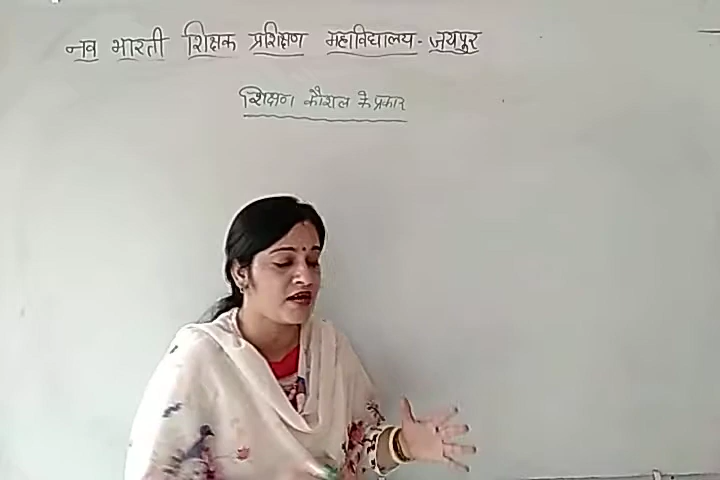 नव भारती शिक्षक प्रशिक्षण महाविद्यालय - जयपुर
शिक्षण कौशल के प्रकार